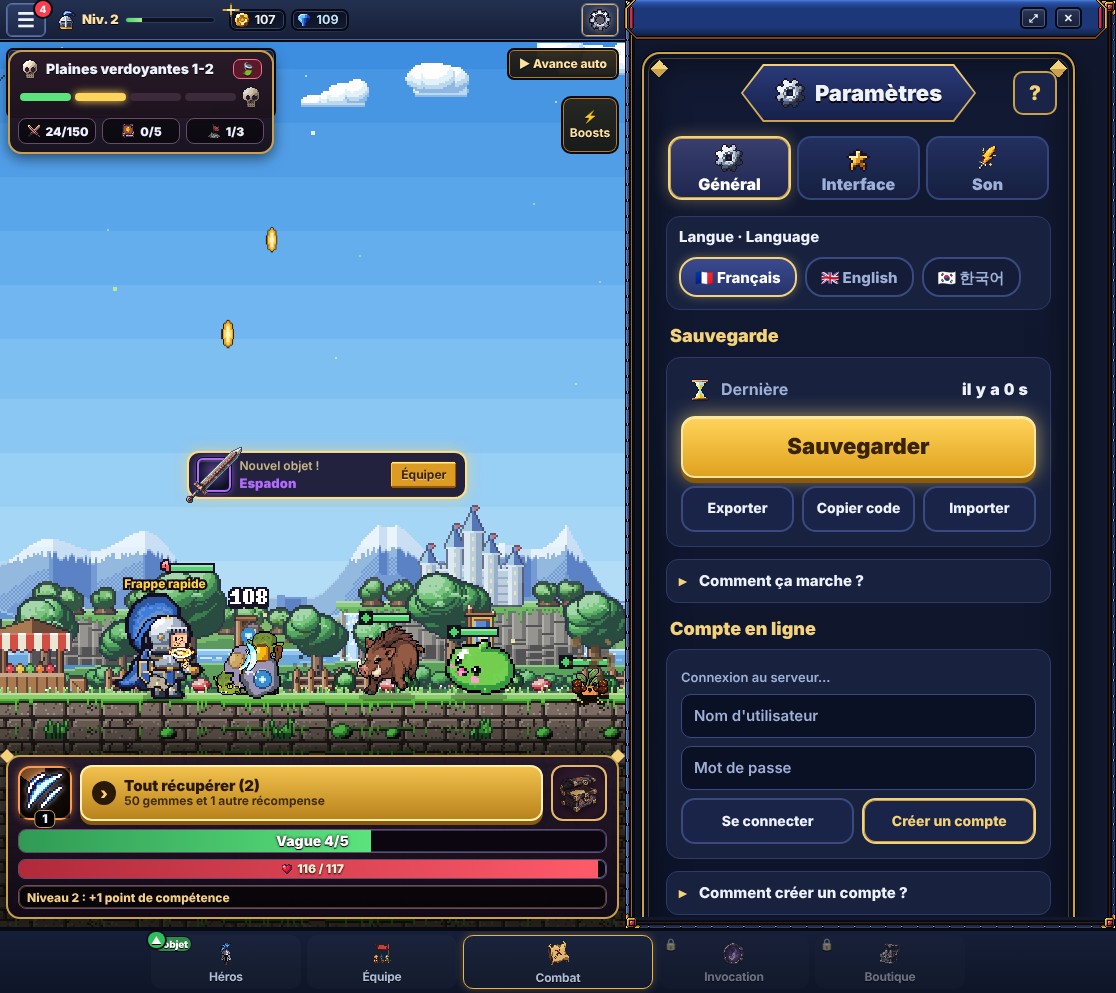 4
Niv. 2
107
109
Plaines verdoyantes 1-2
24/150
0/5
1/3
Avance auto
Boosts
Nouvel objet !
Espadon
Équiper
Frappe rapide
108
Tout récupérer (2)
50 gemmes et 1 autre récompense
1
Vague 4/5
116 / 117
Niveau 2 : +1 point de compétence
Paramètres
?
Général
Interface
Son
Langue · Language
Français
English
한국어
Sauvegarde
Dernière
il y a 0 s
Sauvegarder
Exporter
Copier code
Importer
Comment ça marche ?
Compte en ligne
Connexion au serveur...
Nom d'utilisateur
Mot de passe
Se connecter
Créer un compte
Comment créer un compte ?
Héros
Équipe
Combat
Invocation
Boutique